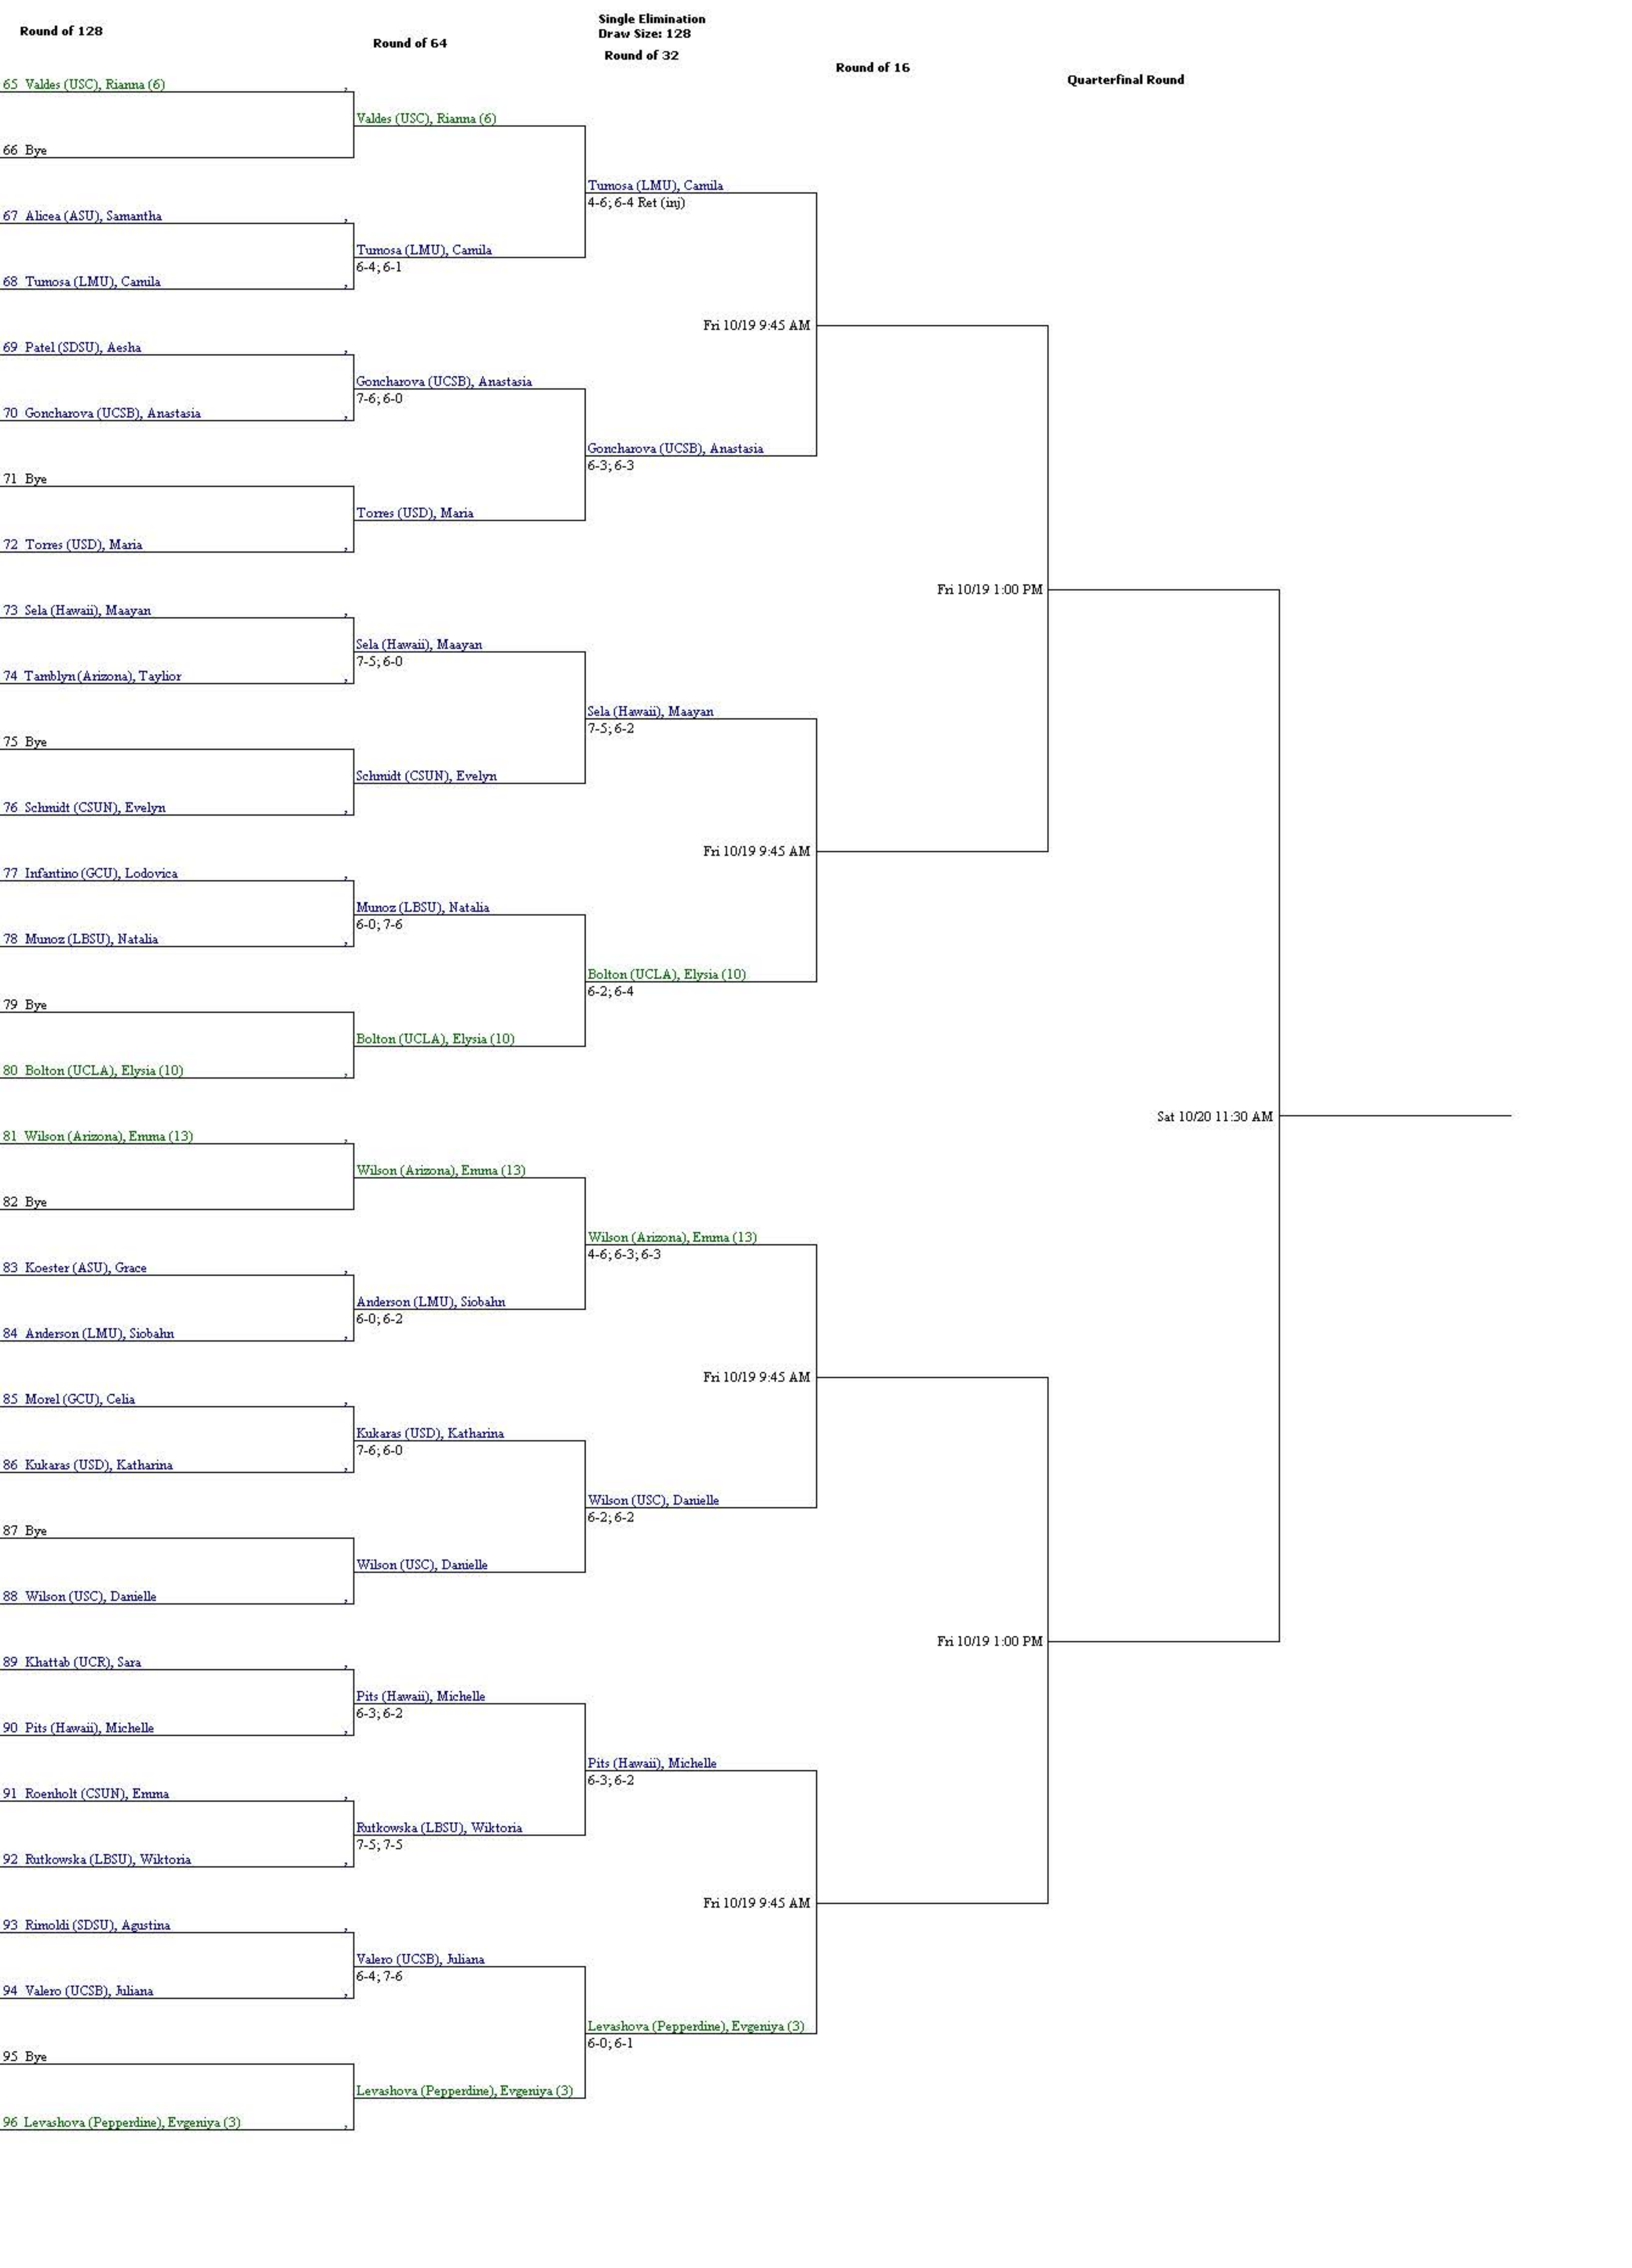 Single Elimination
Draw Size: 128
Round of 128
Round of 64
Round of 32
Round of 16
Quarterfinal Round
65 Valdes (USC), Rianna (6) ,
Valdes (USC), Rianna (6)
66 Bye
Tumosa (LMU), Camila
4-6; 6-4 Ret (inj)
67 Alicea (ASU), Samantha ,
Tumosa (LMU), Camila
6-4; 6-1
68 Tumosa (LMU), Camila ,
Fri 10/19 9:45 AM
69 Patel (SDSU), Aesha ,
Goncharova (UCSB), Anastasia
7-6; 6-0
70 Goncharova (UCSB), Anastasia ,
Goncharova (UCSB), Anastasia
6-3; 6-3
71 Bye
Torres (USD), Maria
72 Torres (USD), Maria ,
Fri 10/19 1:00 PM
73 Sela (Hawaii), Maayan ,
Sela (Hawaii), Maayan
7-5; 6-0
74 Tamblyn (Arizona), Taylior ,
Sela (Hawaii), Maayan
7-5; 6-2
75 Bye
Schmidt (CSUN), Evelyn
76 Schmidt (CSUN), Evelyn ,
Fri 10/19 9:45 AM
77 Infantino (GCU), Lodovica ,
Munoz (LBSU), Natalia
6-0; 7-6
78 Munoz (LBSU), Natalia ,
Bolton (UCLA), Elysia (10)
6-2; 6-4
79 Bye
Bolton (UCLA), Elysia (10)
80 Bolton (UCLA), Elysia (10) ,
Sat 10/20 11:30 AM
81 Wilson (Arizona), Emma (13) ,
Wilson (Arizona), Emma (13)
82 Bye
Wilson (Arizona), Emma (13)
4-6; 6-3; 6-3
83 Koester (ASU), Grace ,
Anderson (LMU), Siobahn
6-0; 6-2
84 Anderson (LMU), Siobahn ,
Fri 10/19 9:45 AM
85 Morel (GCU), Celia ,
Kukaras (USD), Katharina
7-6; 6-0
86 Kukaras (USD), Katharina ,
Wilson (USC), Danielle
6-2; 6-2
87 Bye
Wilson (USC), Danielle
88 Wilson (USC), Danielle ,
Fri 10/19 1:00 PM
89 Khattab (UCR), Sara ,
Pits (Hawaii), Michelle
6-3; 6-2
90 Pits (Hawaii), Michelle ,
Pits (Hawaii), Michelle
6-3; 6-2
91 Roenholt (CSUN), Emma ,
Rutkowska (LBSU), Wiktoria
7-5; 7-5
92 Rutkowska (LBSU), Wiktoria ,
Fri 10/19 9:45 AM
93 Rimoldi (SDSU), Agustina ,
Valero (UCSB), Juliana
6-4; 7-6
94 Valero (UCSB), Juliana ,
Levashova (Pepperdine), Evgeniya (3)
6-0; 6-1
95 Bye
Levashova (Pepperdine), Evgeniya (3)
96 Levashova (Pepperdine), Evgeniya (3) ,